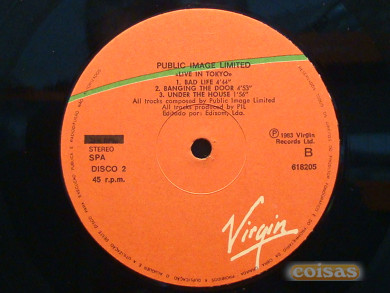 PUBLIC IMAGE LIMITED
«LIVE IN TOKYO»
1. BAD LIFE 4'44"
2. BANGING THE DOOR 6'53"
3. UNDER THE HOUSE 1'56"
All tracks composed by Public Image Limited
All tracks produced by PIL
Editado por: Edisom, Lda.
STEREO
SPA
DISCO 2
45 r.p.m.
Ⓟ 1983 Virgin
Records Ltd.
B
618205
Virgin
coisas